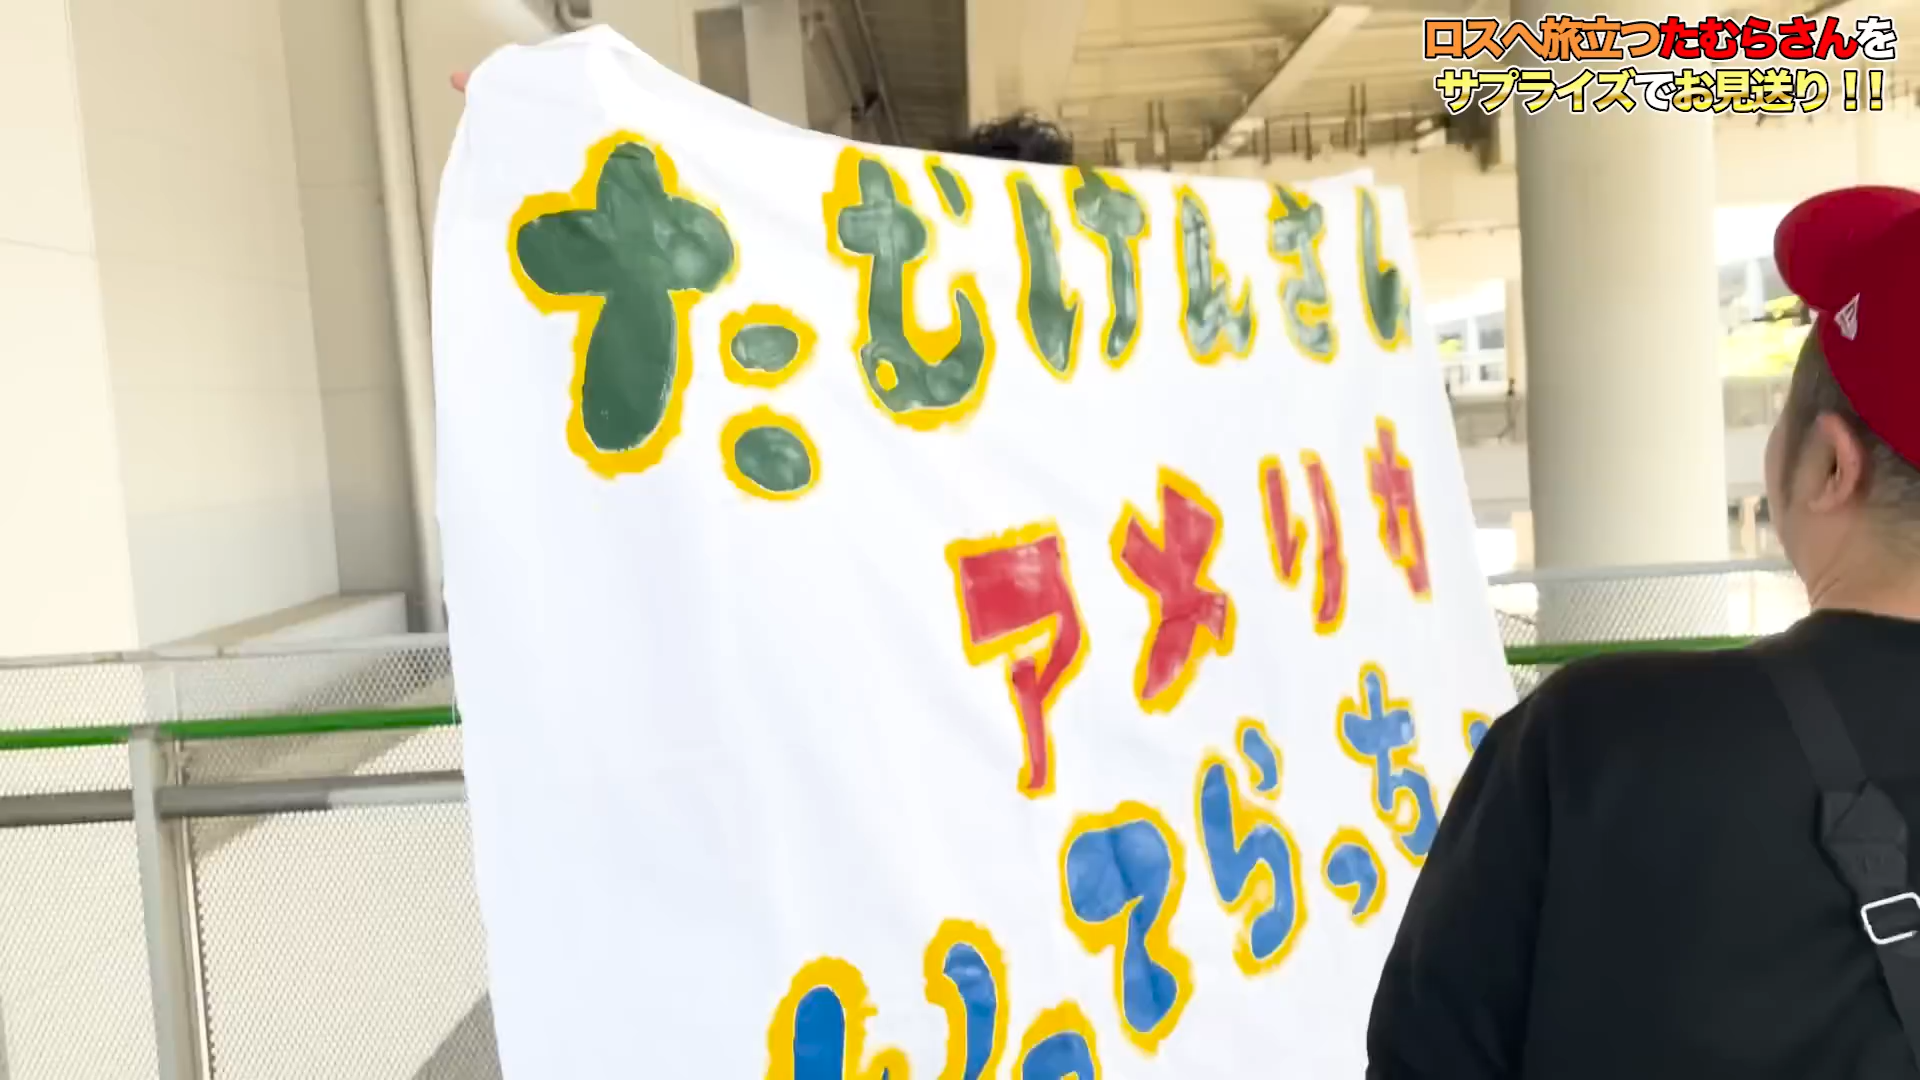 ロスへ旅立つたむらさんを
サプライズでお見送り!!
たむけんさん
アメリカ
いってらっ